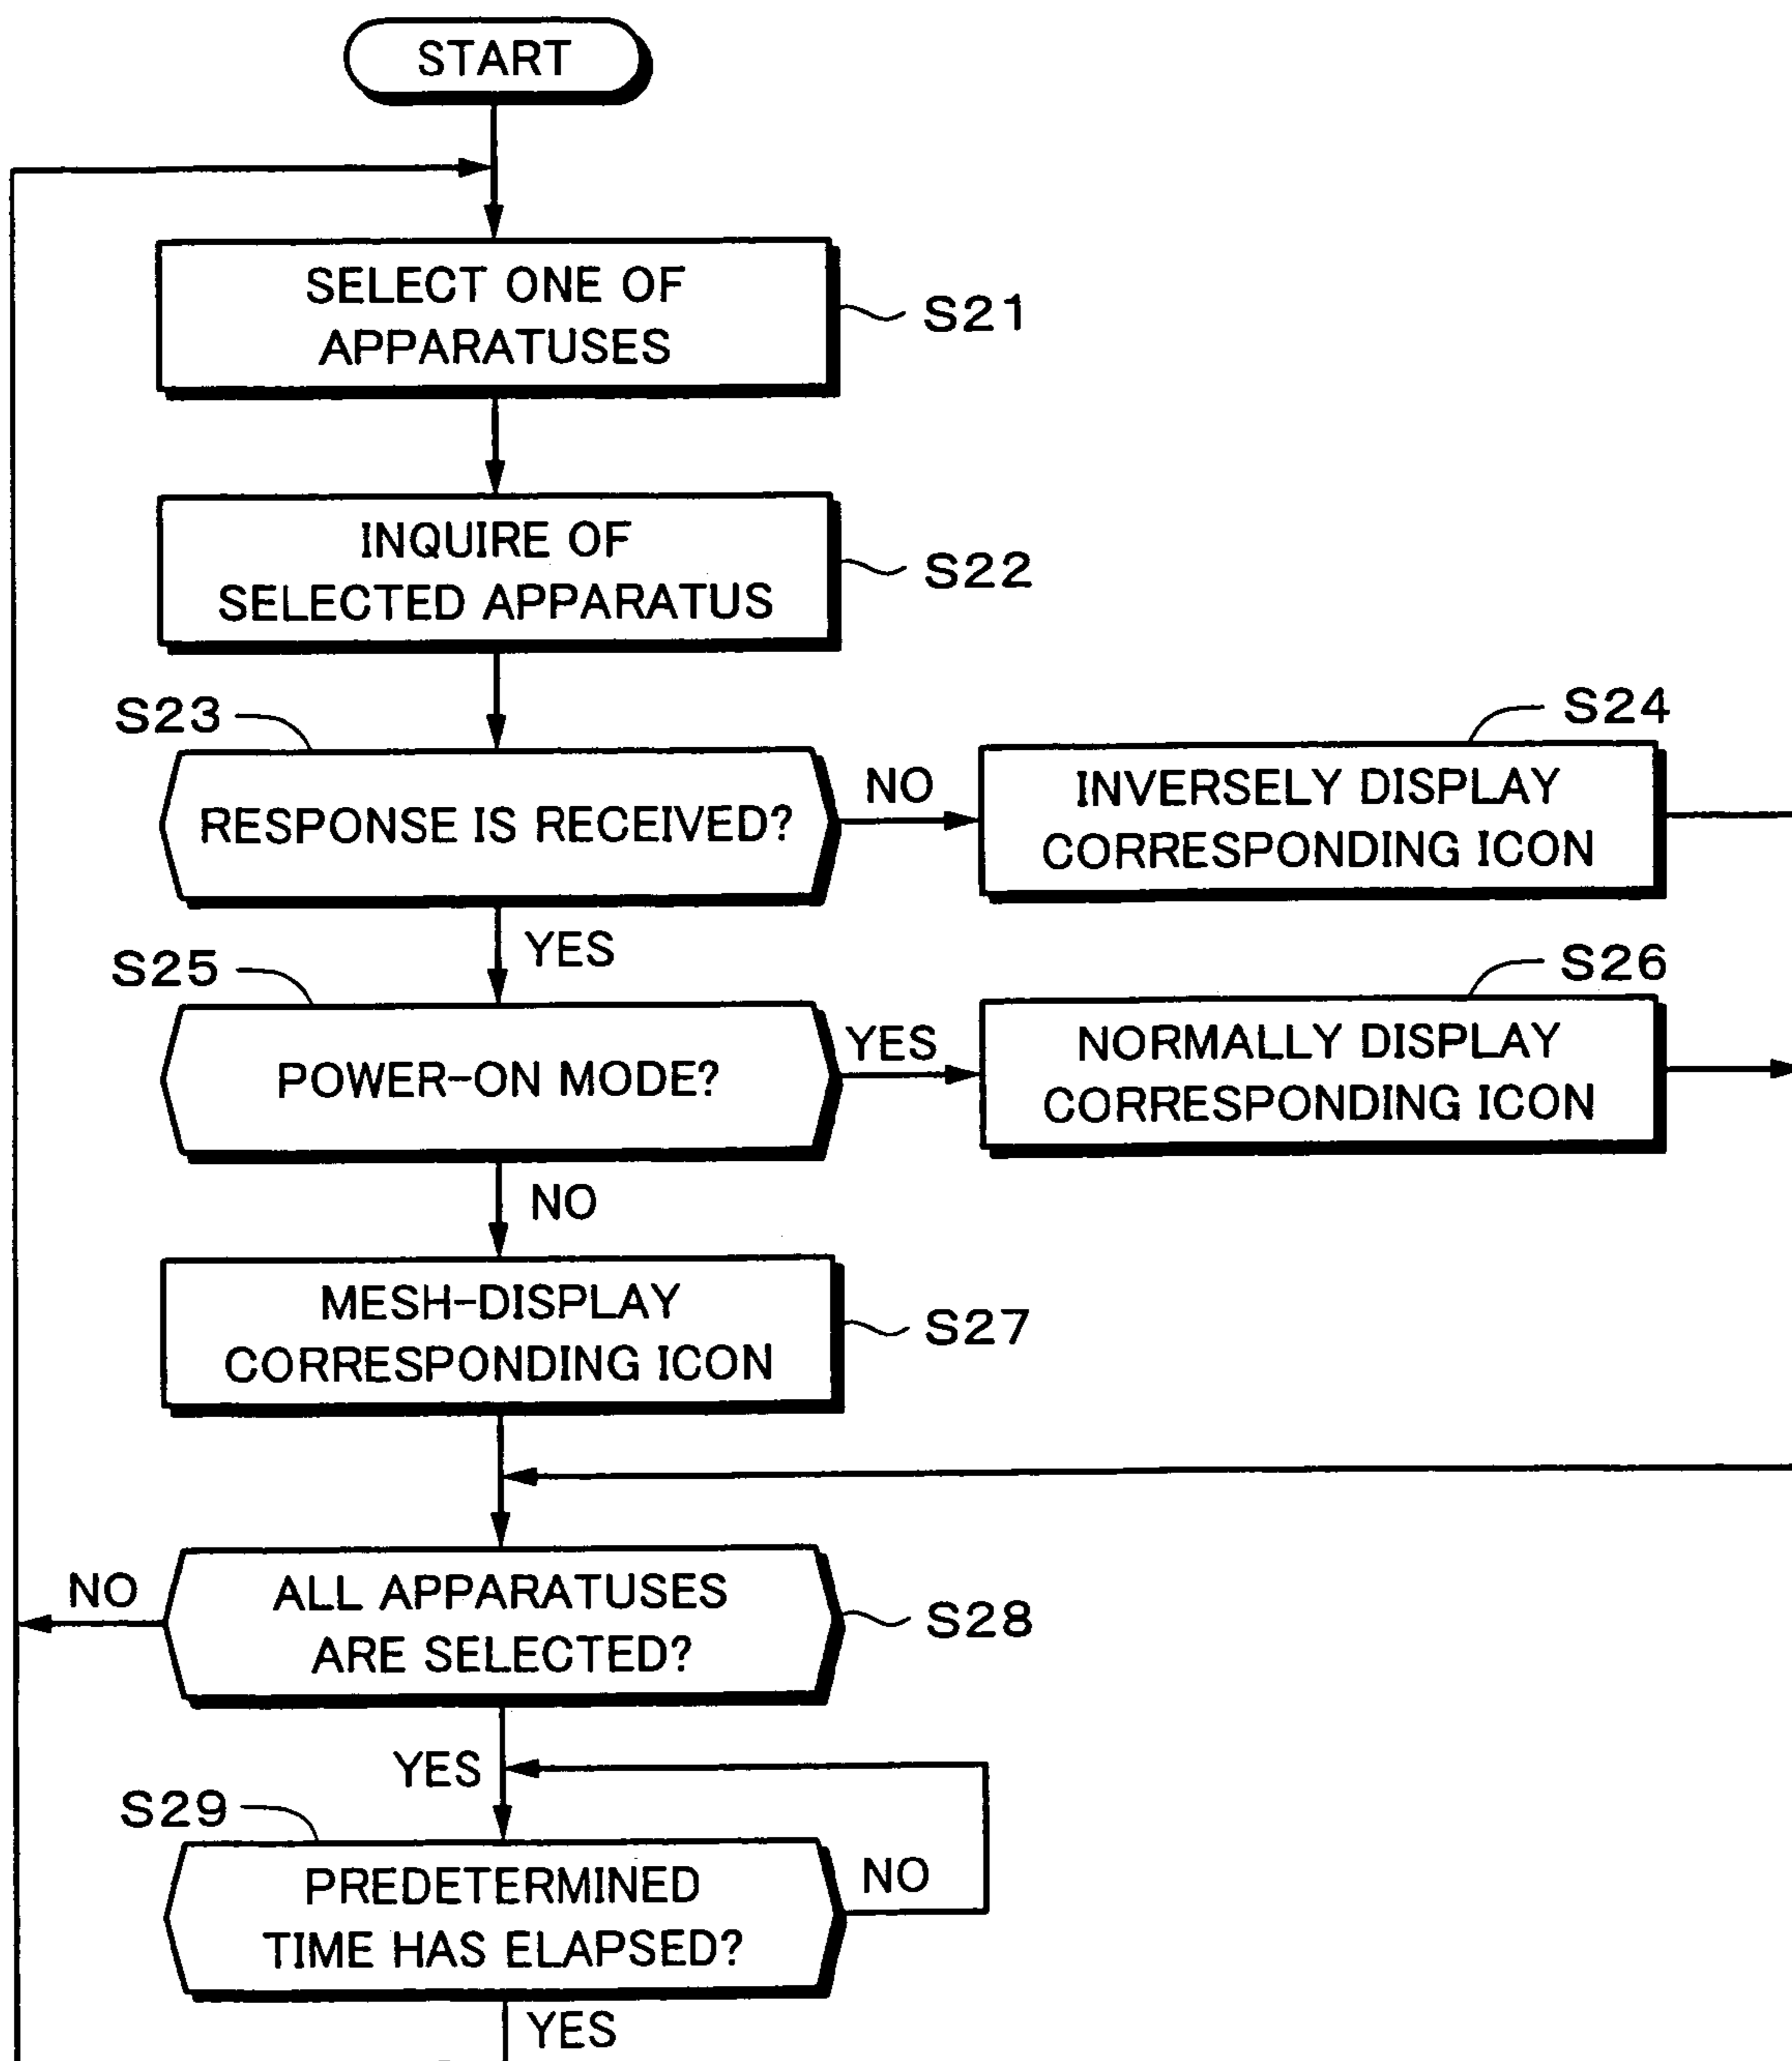 START
SELECT ONE OF
APPARATUSES
S21
INQUIRE OF
SELECTED APPARATUS
S22
S23
RESPONSE IS RECEIVED?
NO
S24
INVERSELY DISPLAY
CORRESPONDING ICON
YES
S25
POWER-ON MODE?
YES
S26
NORMALLY DISPLAY
CORRESPONDING ICON
NO
MESH-DISPLAY
CORRESPONDING ICON
S27
NO
ALL APPARATUSES
ARE SELECTED?
S28
YES
S29
PREDETERMINED
TIME HAS ELAPSED?
NO
YES